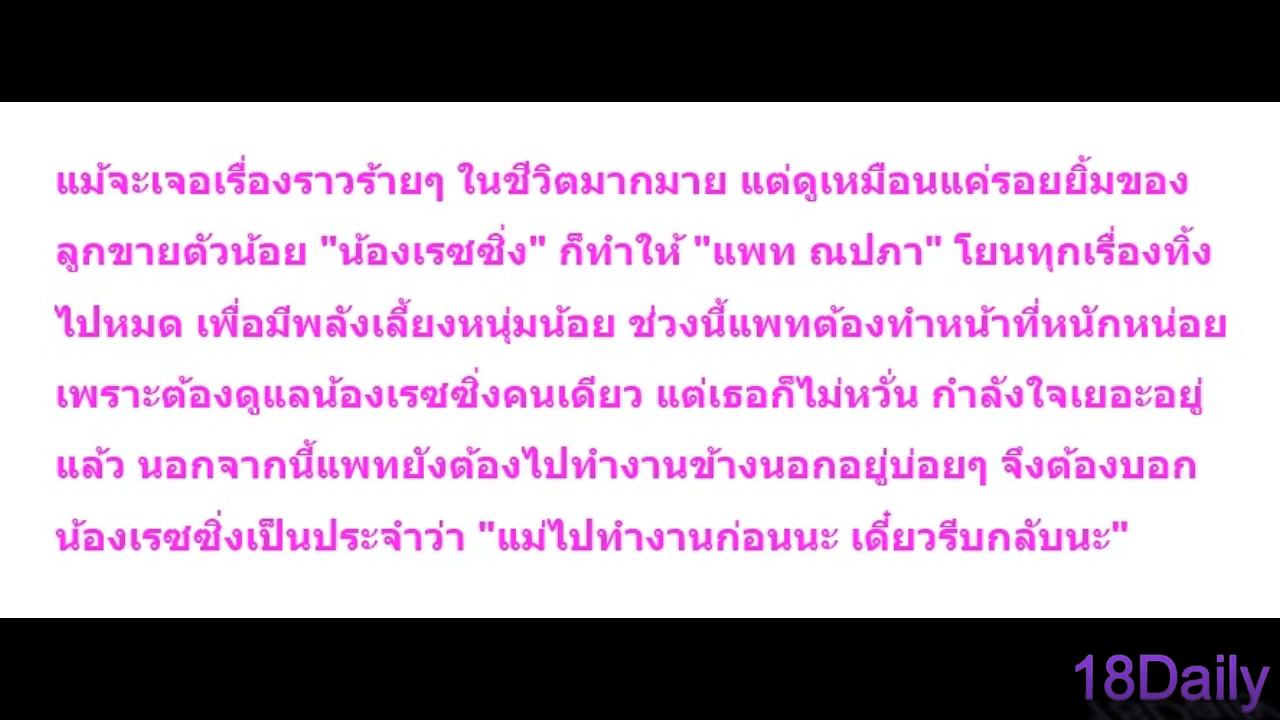 แม้จะเจอเรื่องราวร้ายๆ ในชีวิตมากมาย แต่ดูเหมือนแค่รอยยิ้มของ
ลูกขายตัวน้อย "น้องเรซซิ่ง" ก็ทำให้ "แพท ณปภา" โยนทุกเรื่องทิ้ง
ไปหมด เพื่อมีพลังเลี้ยงหนุ่มน้อย ช่วงนี้แพทต้องทำหน้าที่หนักหน่อย
เพราะต้องดูแลน้องเรซซิ่งคนเดียว แต่เธอก็ไม่หวั่น กำลังใจเยอะอยู่
แล้ว นอกจากนี้แพทยังต้องไปทำงานข้างนอกอยู่บ่อยๆ จึงต้องบอก
น้องเรซซิ่งเป็นประจำว่า "แม่ไปทำงานก่อนนะ เดี๋ยวรีบกลับนะ"
18Daily